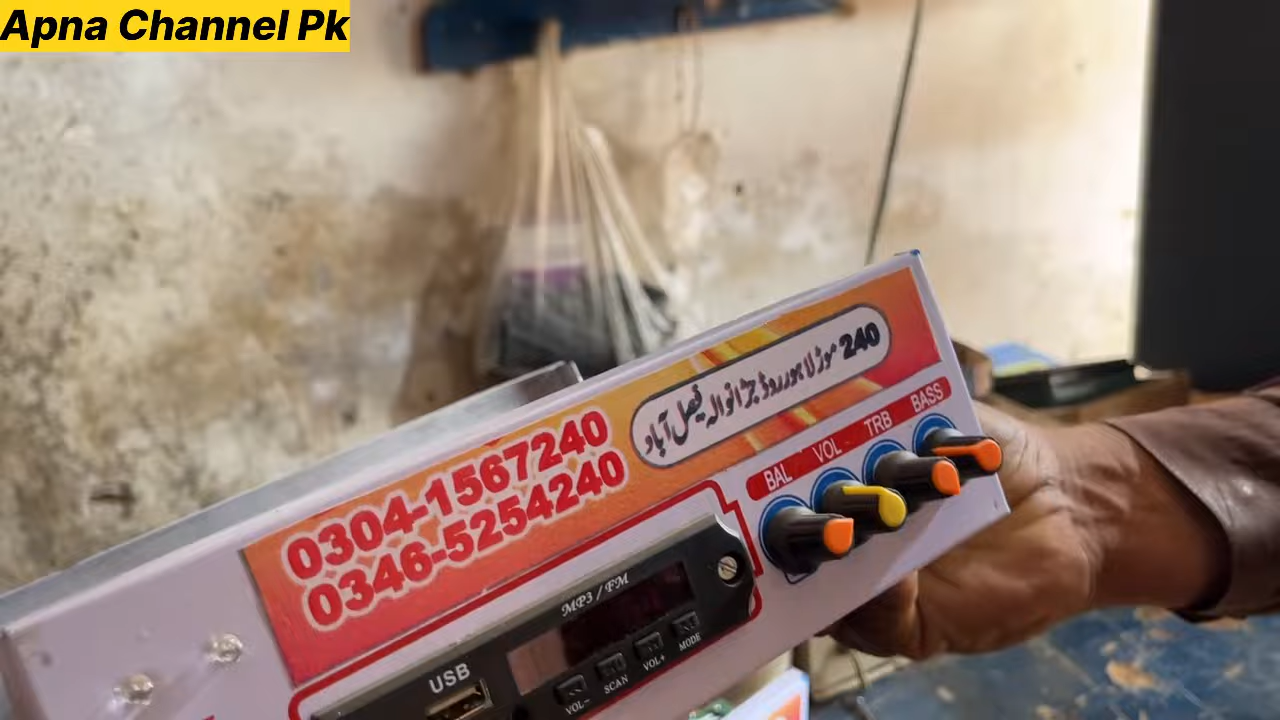 Apna Channel Pk
240 موڑ لاہور روڈ جڑانوالہ فیصل آباد
0304-1567240
0346-5254240
BAL VOL TRB BASS
MP3 / FM
USB
VOL- SCAN VOL+ MODE